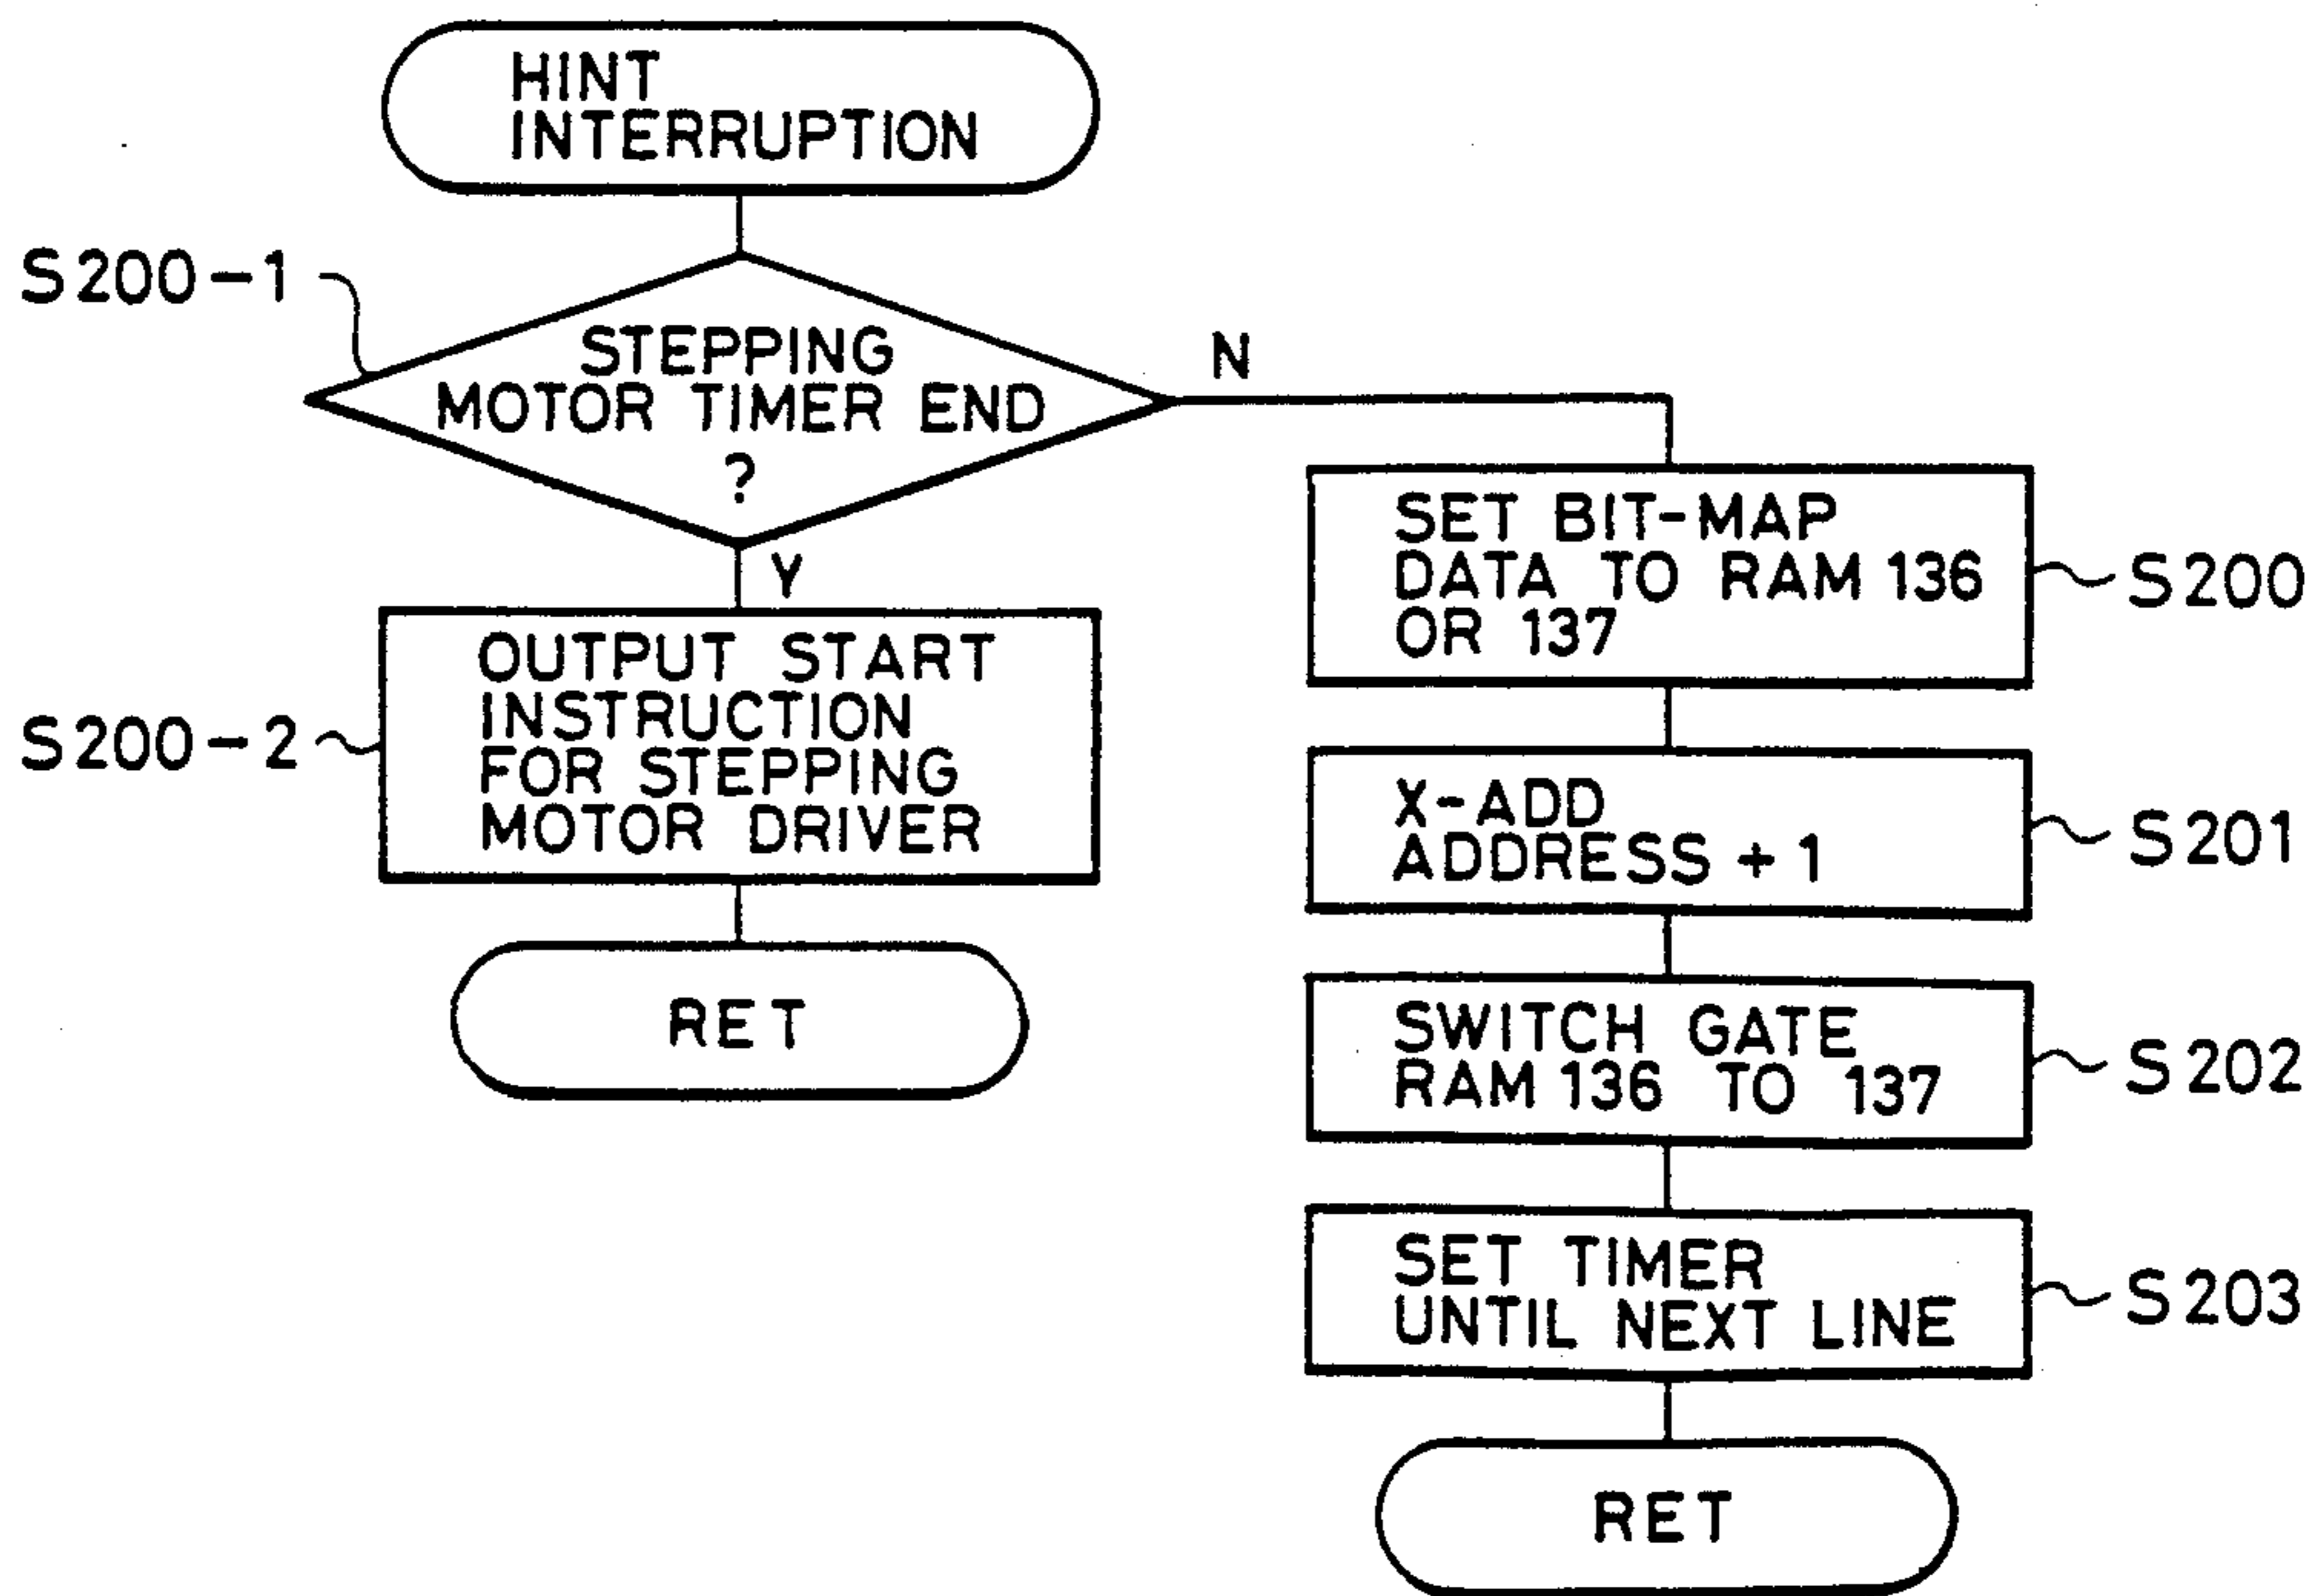 HINT
INTERRUPTION
S200-1
STEPPING
MOTOR TIMER END
?
N
Y
S200-2
OUTPUT START
INSTRUCTION
FOR STEPPING
MOTOR DRIVER
RET
SET BIT-MAP
DATA TO RAM 136
OR 137
S200
X-ADD
ADDRESS + 1
S201
SWITCH GATE
RAM 136 TO 137
S202
SET TIMER
UNTIL NEXT LINE
S203
RET